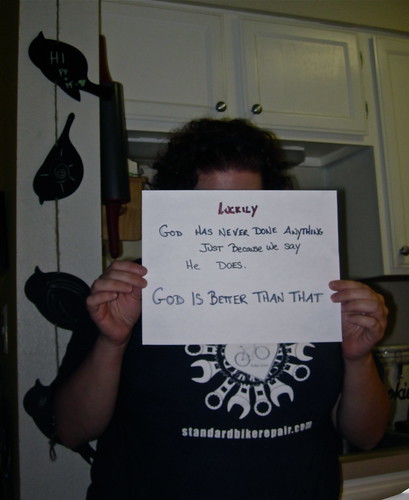 HI
LUCKILY
GOD HAS NEVER DONE ANYTHING
JUST BECAUSE WE SAY
HE DOES.
GOD IS BETTER THAN THAT
standardbikerepair.com